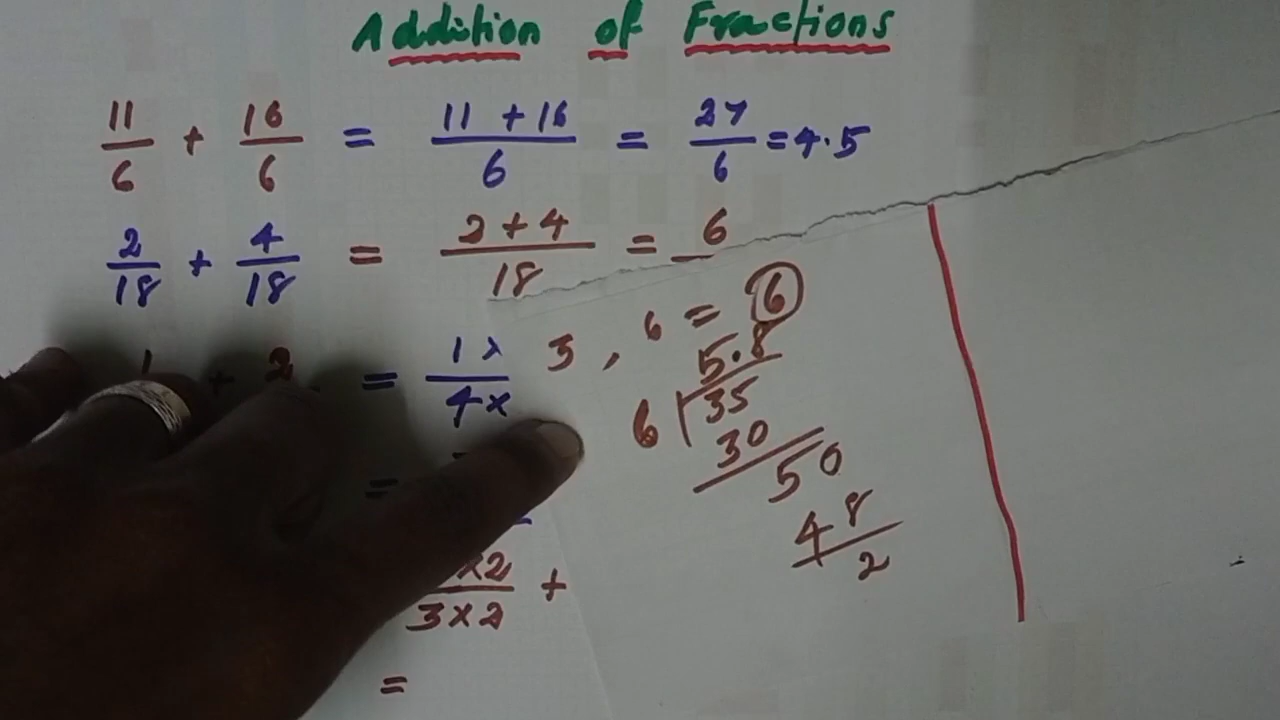 Addition of Fractions
11/6 + 16/6 = 11 + 16/6 = 27/6 = 4.5
2/18 + 4/18 = 2 + 4/18 = 6
+ 2 = 1 ×/4 ×
=
×2/3 × 2 +
=
3 , 6 = 6
5.8
6 35
30
50
48
2